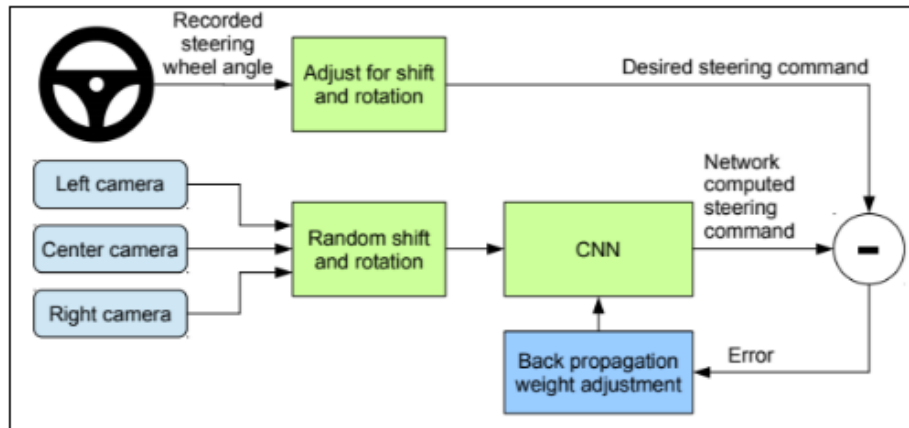 Recorded
steering
wheel angle
Adjust for shift
and rotation
Desired steering command
Left camera
Center camera
Right camera
Random shift
and rotation
CNN
Network
computed
steering
command
-
Back propagation
weight adjustment
Error